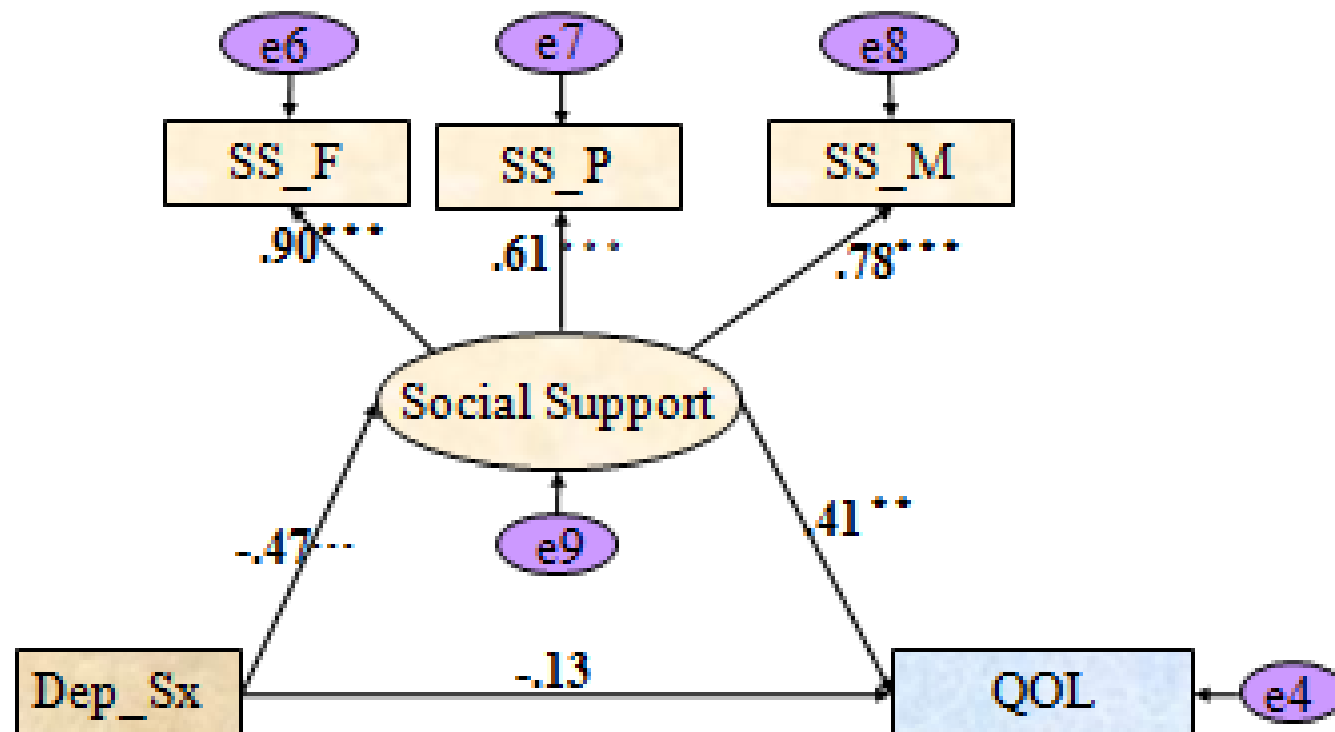 e6 e7 e8
SS_F SS_P SS_M
.90*** .61*** .78***
Social Support
-.47*** e9 .41**
-.13
Dep_Sx QOL e4